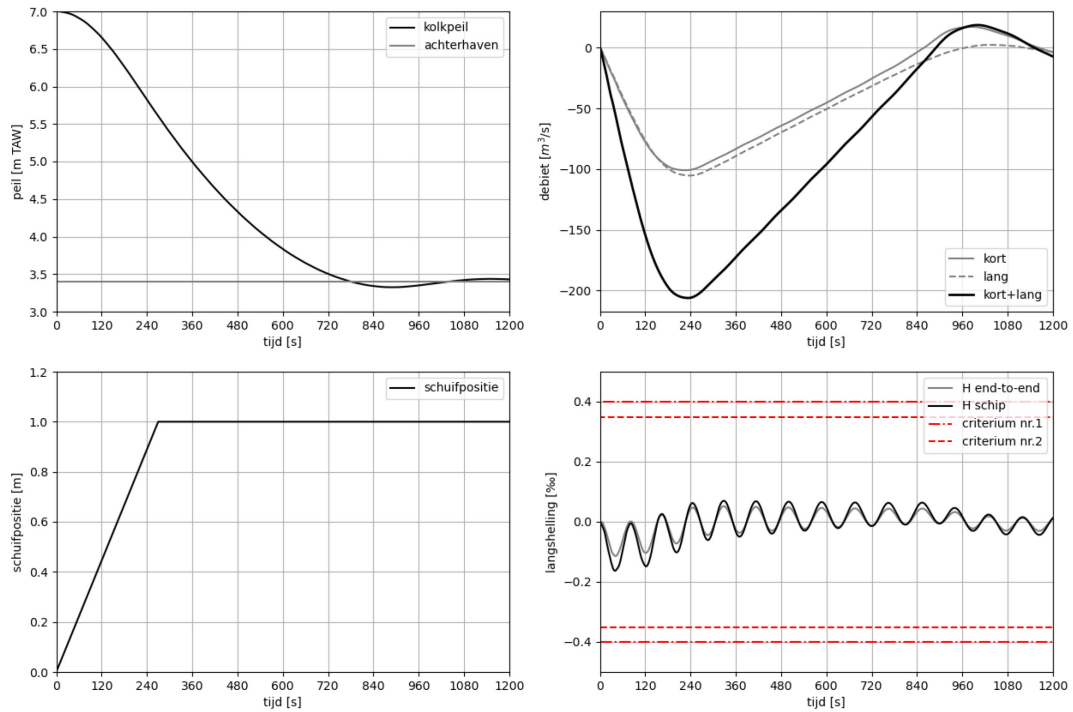 7.0
6.5
6.0
5.5
5.0
4.5
4.0
3.5
3.0
peil [m TAW]
kolkpeil
achterhaven
0 120 240 360 480 600 720 840 960 1080 1200
tijd [s]
0
−50
−100
−150
−200
debiet [m³/s]
kort
lang
kort+lang
0 120 240 360 480 600 720 840 960 1080 1200
tijd [s]
1.2
1.0
0.8
0.6
0.4
0.2
0.0
schuifpositie [m]
schuifpositie
0 120 240 360 480 600 720 840 960 1080 1200
tijd [s]
0.4
0.2
0.0
−0.2
−0.4
langshelling [‰]
H end-to-end
H schip
criterium nr.1
criterium nr.2
0 120 240 360 480 600 720 840 960 1080 1200
tijd [s]